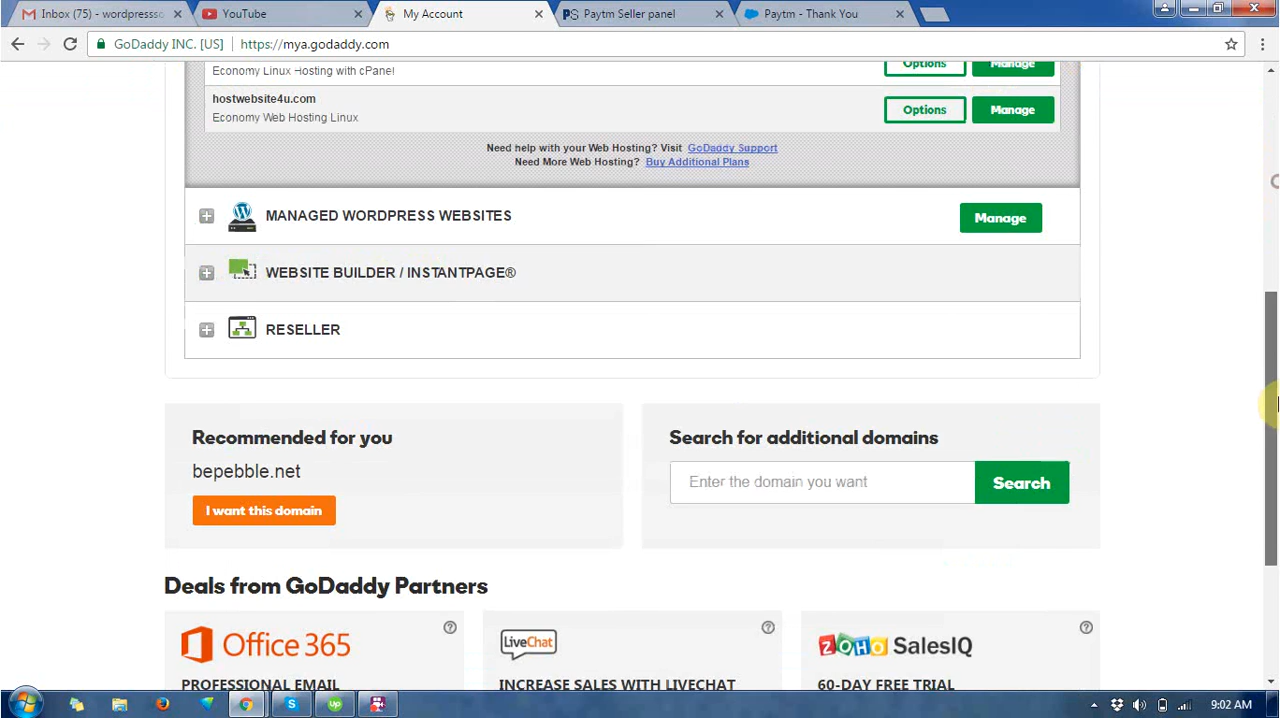 Inbox (75) - wordpressso
YouTube
My Account
Paytm Seller panel
Paytm - Thank You
GoDaddy INC. [US]
https://mya.godaddy.com
Economy Linux Hosting with cPanel
Options
Manage
hostwebsite4u.com
Economy Web Hosting Linux
Options
Manage
Need help with your Web Hosting? Visit GoDaddy Support
Need More Web Hosting? Buy Additional Plans
MANAGED WORDPRESS WEBSITES
Manage
WEBSITE BUILDER / INSTANTPAGE®
RESELLER
Recommended for you
bepebble.net
I want this domain
Search for additional domains
Enter the domain you want
Search
Deals from GoDaddy Partners
Office 365
PROFESSIONAL EMAIL
LiveChat
INCREASE SALES WITH LIVECHAT
ZOHO SalesIQ
60-DAY FREE TRIAL
9:02 AM